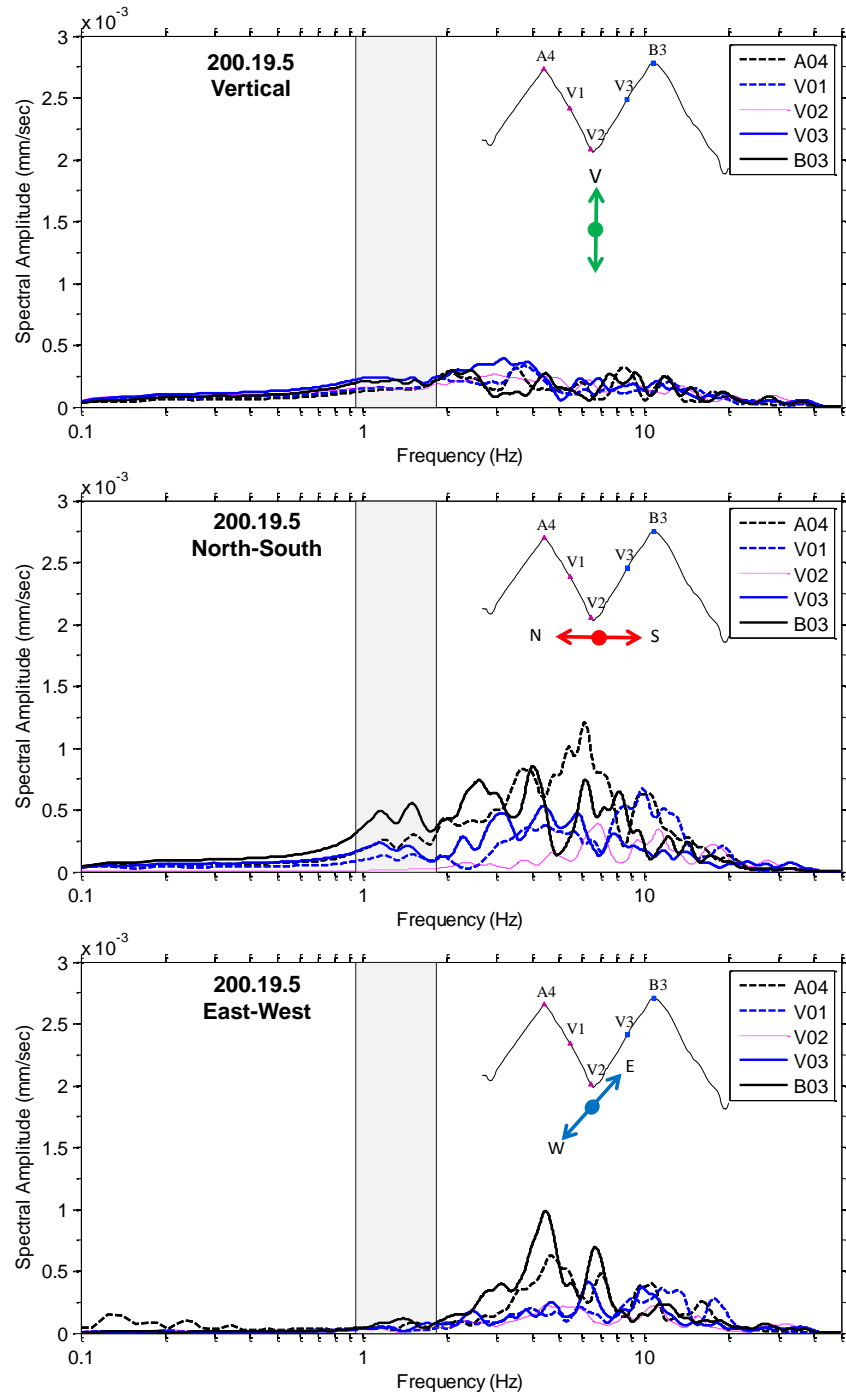 x 10-3
3
2.5
2
1.5
1
0.5
0
Spectral Amplitude (mm/sec)
200.19.5
Vertical
A4
V1
V2
V3
B3
V
A04
V01
V02
V03
B03
0.1
1
10
Frequency (Hz)
x 10-3
3
2.5
2
1.5
1
0.5
0
Spectral Amplitude (mm/sec)
200.19.5
North-South
A4
V1
V2
V3
B3
N
S
A04
V01
V02
V03
B03
0.1
1
10
Frequency (Hz)
x 10-3
3
2.5
2
1.5
1
0.5
0
Spectral Amplitude (mm/sec)
200.19.5
East-West
A4
V1
V2
V3
B3
E
W
A04
V01
V02
V03
B03
0.1
1
10
Frequency (Hz)